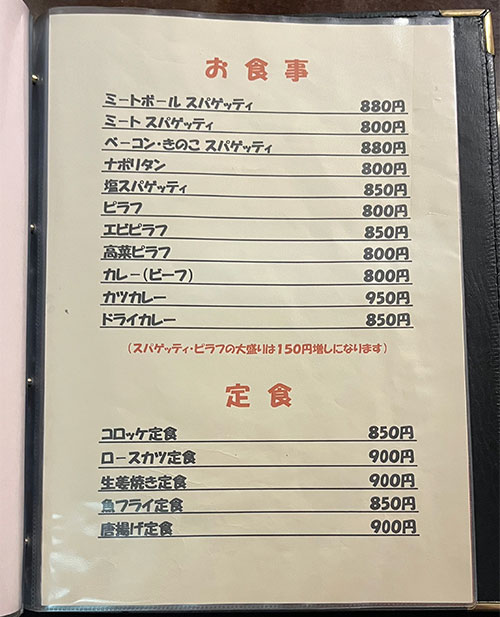 お食事
ミートボール スパゲッティ 880円
ミート スパゲッティ 800円
ベーコン・きのこ スパゲッティ 880円
ナポリタン 800円
塩スパゲッティ 850円
ピラフ 800円
エビピラフ 850円
高菜ピラフ 800円
カレー(ビーフ) 800円
カツカレー 950円
ドライカレー 850円
(スパゲッティ・ピラフの大盛りは150円増しになります)
定食
コロッケ定食 850円
ロースカツ定食 900円
生姜焼き定食 900円
魚フライ定食 850円
唐揚げ定食 900円